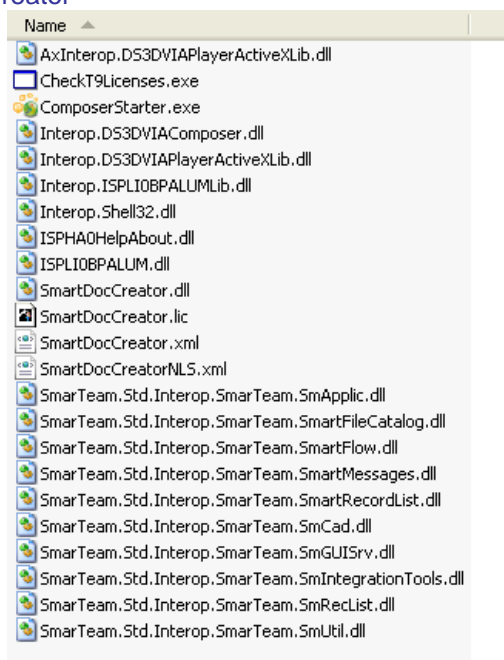 Name
AxInterop.DS3DVIAPlayerActiveXLib.dll
CheckT9Licenses.exe
ComposerStarter.exe
Interop.DS3DVIAComposer.dll
Interop.DS3DVIAPlayerActiveXLib.dll
Interop.ISPLI0BPALUMLib.dll
Interop.Shell32.dll
ISPHA0HelpAbout.dll
ISPLI0BPALUM.dll
SmartDocCreator.dll
SmartDocCreator.lic
SmartDocCreator.xml
SmartDocCreatorNLS.xml
SmarTeam.Std.Interop.SmarTeam.SmApplic.dll
SmarTeam.Std.Interop.SmarTeam.SmartFileCatalog.dll
SmarTeam.Std.Interop.SmarTeam.SmartFlow.dll
SmarTeam.Std.Interop.SmarTeam.SmartMessages.dll
SmarTeam.Std.Interop.SmarTeam.SmartRecordList.dll
SmarTeam.Std.Interop.SmarTeam.SmCad.dll
SmarTeam.Std.Interop.SmarTeam.SmGUISrv.dll
SmarTeam.Std.Interop.SmarTeam.SmIntegrationTools.dll
SmarTeam.Std.Interop.SmarTeam.SmRecList.dll
SmarTeam.Std.Interop.SmarTeam.SmUtil.dll